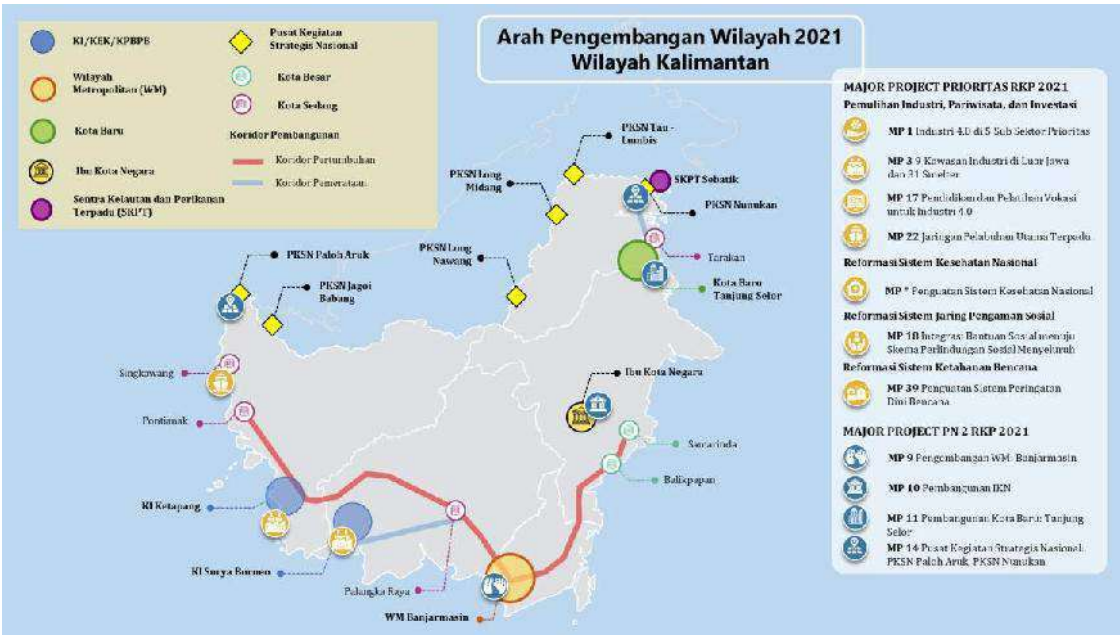 Arah Pengembangan Wilayah 2021
Wilayah Kalimantan
KI/KEK/KPBPB
Wilayah
Metropolitan (WM)
Kota Baru
Ibu Kota Negara
Sentra Kelautan dan Perikanan
Terpadu (SKPT)
Pusat Kegiatan
Strategis Nasional
Kota Besar
Kota Sedang
Koridor Pembangunan
Koridor Pertumbuhan
Koridor Pemerataan
PKSN Tau -
Lumbis
PKSN Long
Midang
SKPT Sebatik
PKSN Nunukan
PKSN Long
Nawang
Tarakan
Kota Baru
Tanjung Selor
PKSN Paloh Aruk
PKSN Jagoi
Babang
Singkawang
Pontianak
Ibu Kota Negara
Samarinda
Balikpapan
KI Ketapang
KI Surya Borneo
Palangka Raya
WM Banjarmasin
MAJOR PROJECT PRIORITAS RKP 2021
Pemulihan Industri, Pariwisata, dan Investasi
MP 1 Industri 4.0 di 5 Sub Sektor Prioritas
MP 3 9 Kawasan Industri di Luar Jawa
dan 31 Smelter
MP 17 Pendidikan dan Pelatihan Vokasi
untuk Industri 4.0
MP 22 Jaringan Pelabuhan Utama Terpadu
Reformasi Sistem Kesehatan Nasional
MP * Penguatan Sistem Kesehatan Nasional
Reformasi Sistem Jaring Pengaman Sosial
MP 18 Integrasi Bantuan Sosial menuju
Skema Perlindungan Sosial Menyeluruh
Reformasi Sistem Ketahanan Bencana
MP 39 Penguatan Sistem Peringatan
Dini Bencana
MAJOR PROJECT PN 2 RKP 2021
MP 9 Pengembangan WM: Banjarmasin
MP 10 Pembangunan IKN
MP 11 Pembangunan Kota Baru: Tanjung
Selor
MP 14 Pusat Kegiatan Strategis Nasional:
PKSN Paloh Aruk, PKSN Nunukan